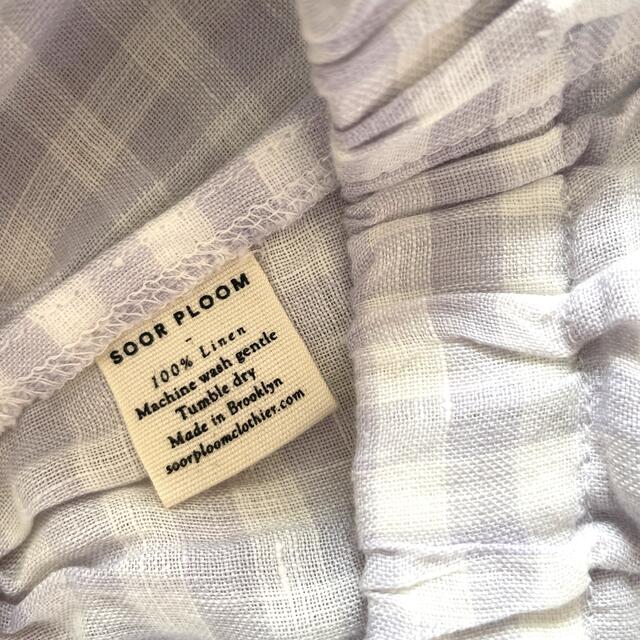 SOOR PLOOM
-
100% Linen
Machine wash gentle
Tumble dry
Made in Brooklyn
soorploomclothier.com